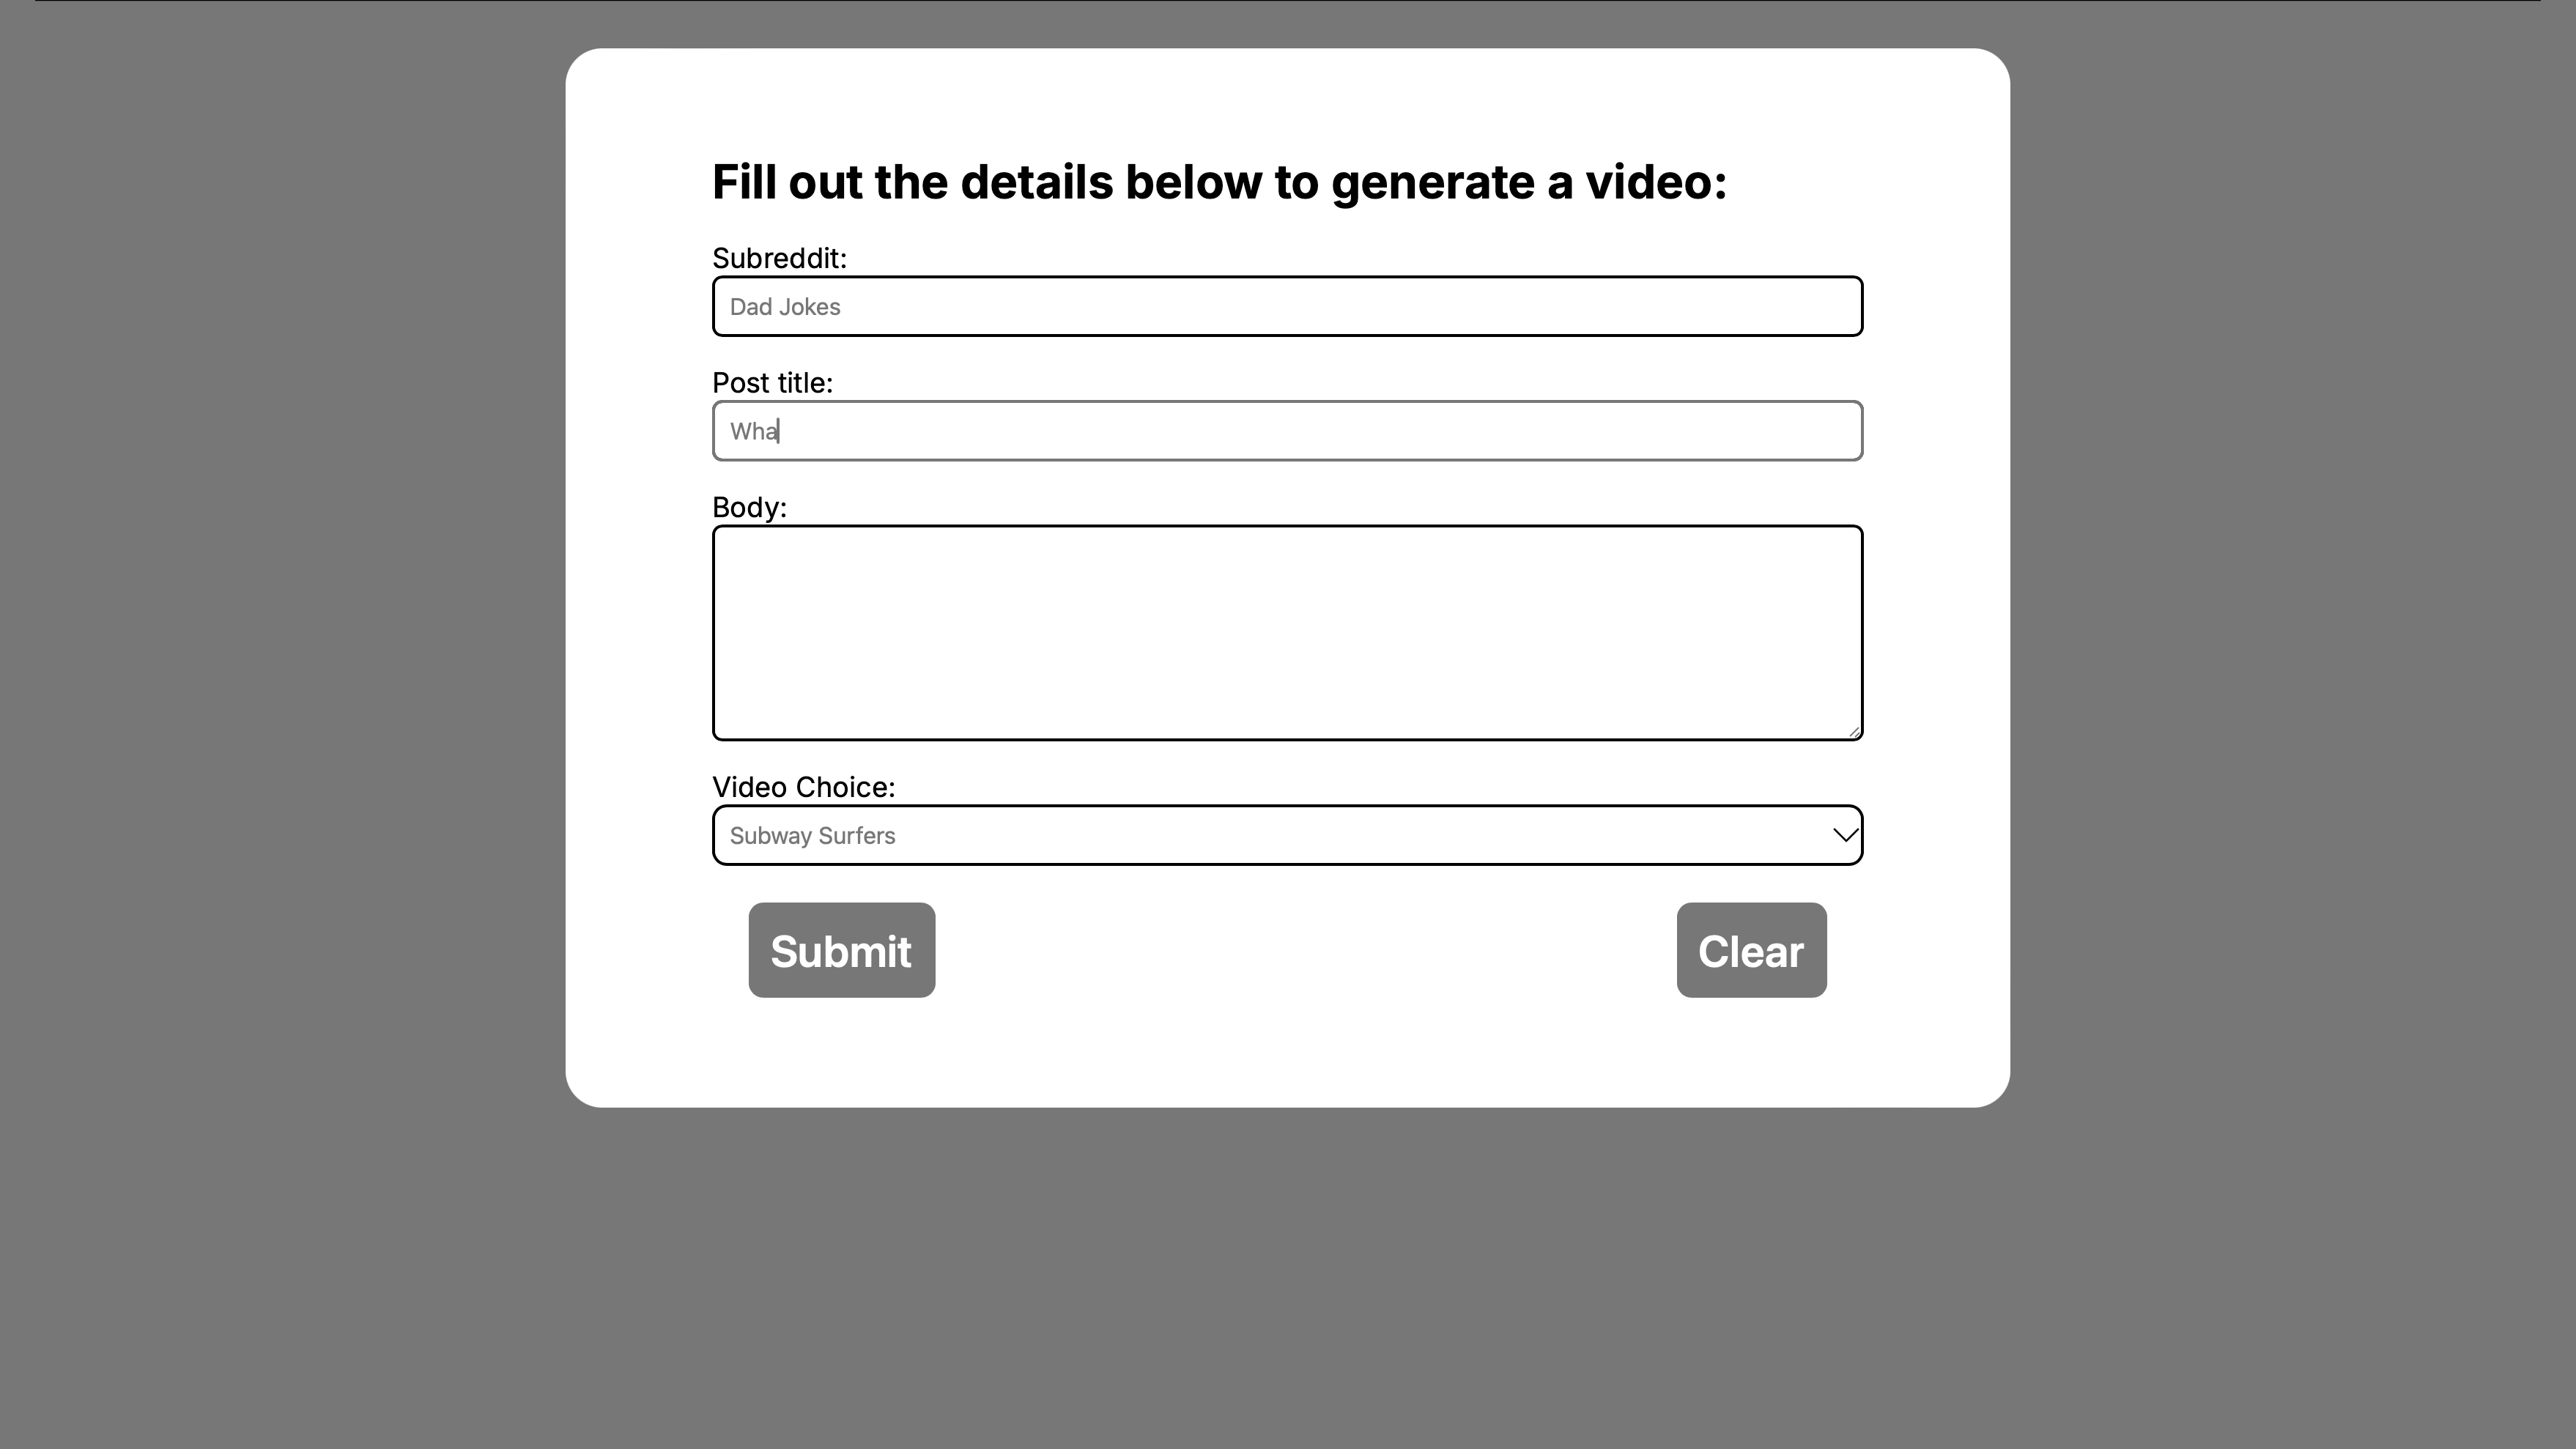 Fill out the details below to generate a video:
Subreddit:
Dad Jokes
Post title:
Wha
Body:
Video Choice:
Subway Surfers
Submit
Clear